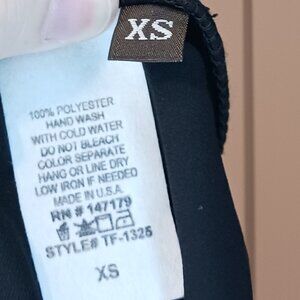 XS
100% POLYESTER
HAND WASH
WITH COLD WATER
DO NOT BLEACH
COLOR SEPARATE
HANG OR LINE DRY
LOW IRON IF NEEDED
MADE IN U.S.A.
RN # 147179
STYLE# TF-1325
XS